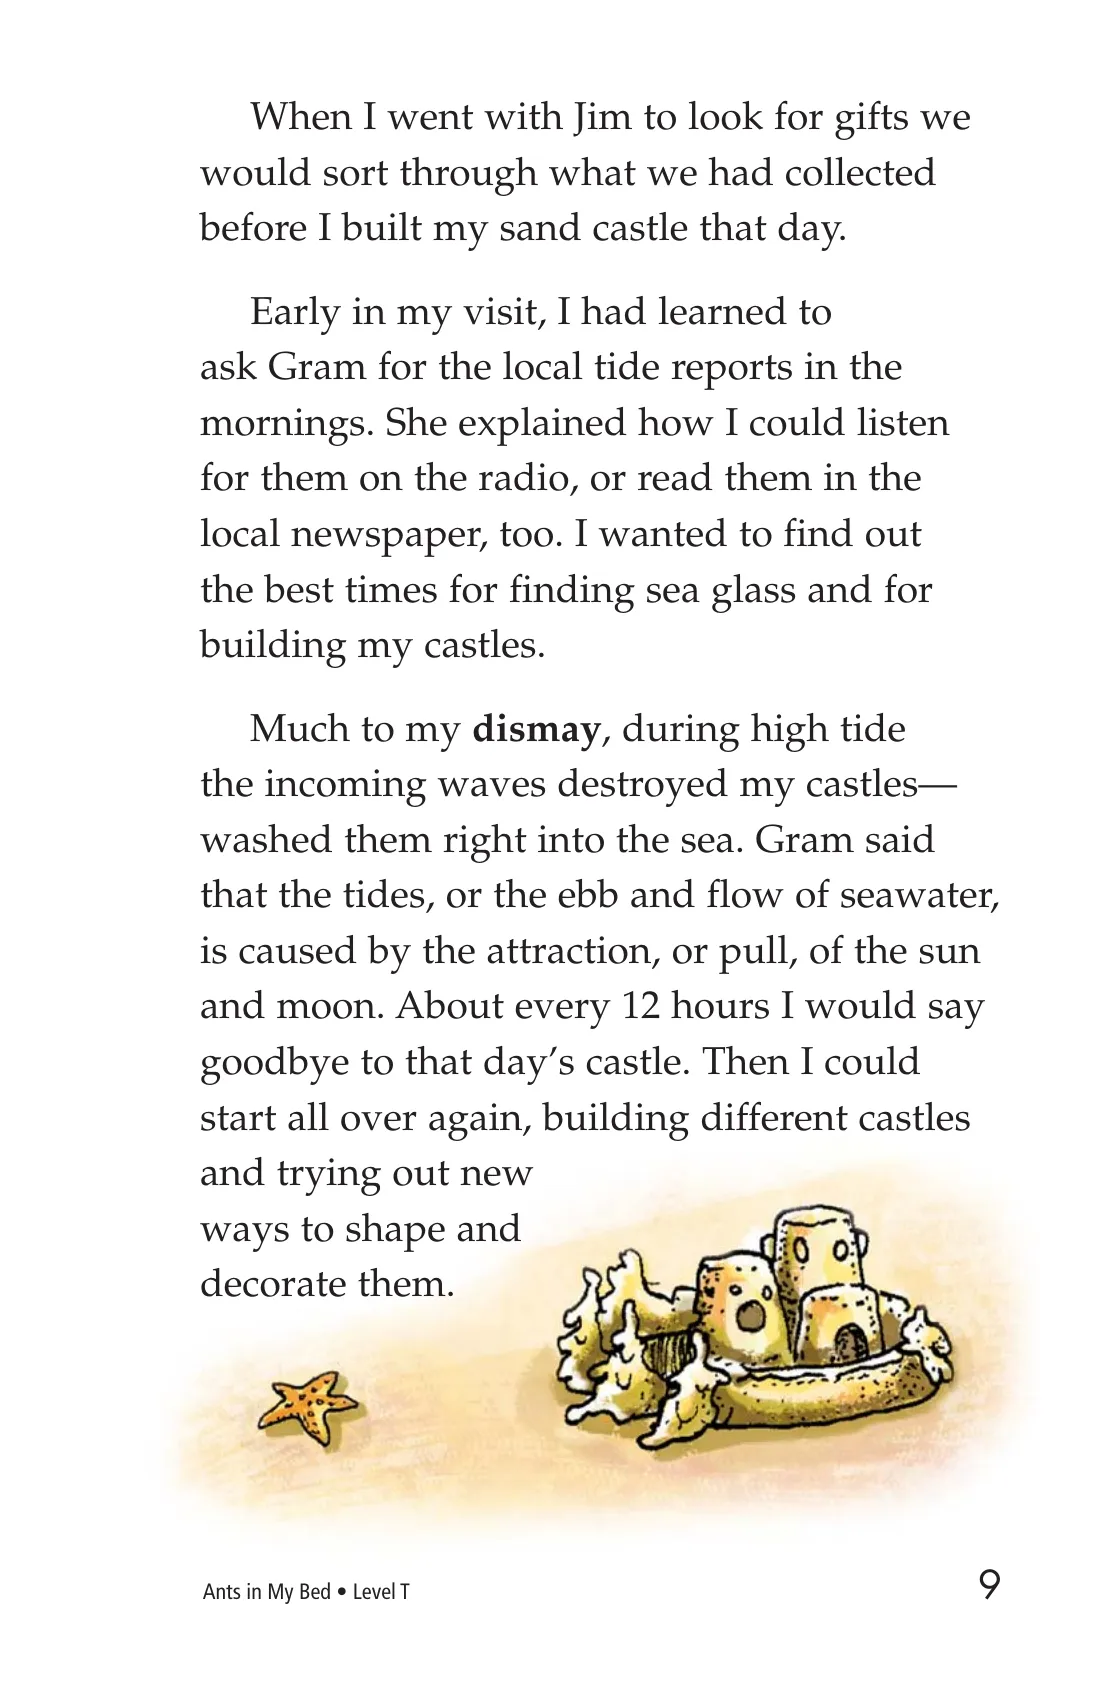 When I went with Jim to look for gifts we
would sort through what we had collected
before I built my sand castle that day.
Early in my visit, I had learned to
ask Gram for the local tide reports in the
mornings. She explained how I could listen
for them on the radio, or read them in the
local newspaper, too. I wanted to find out
the best times for finding sea glass and for
building my castles.
Much to my dismay, during high tide
the incoming waves destroyed my castles—
washed them right into the sea. Gram said
that the tides, or the ebb and flow of seawater,
is caused by the attraction, or pull, of the sun
and moon. About every 12 hours I would say
goodbye to that day’s castle. Then I could
start all over again, building different castles
and trying out new
ways to shape and
decorate them.
Ants in My Bed • Level T
9